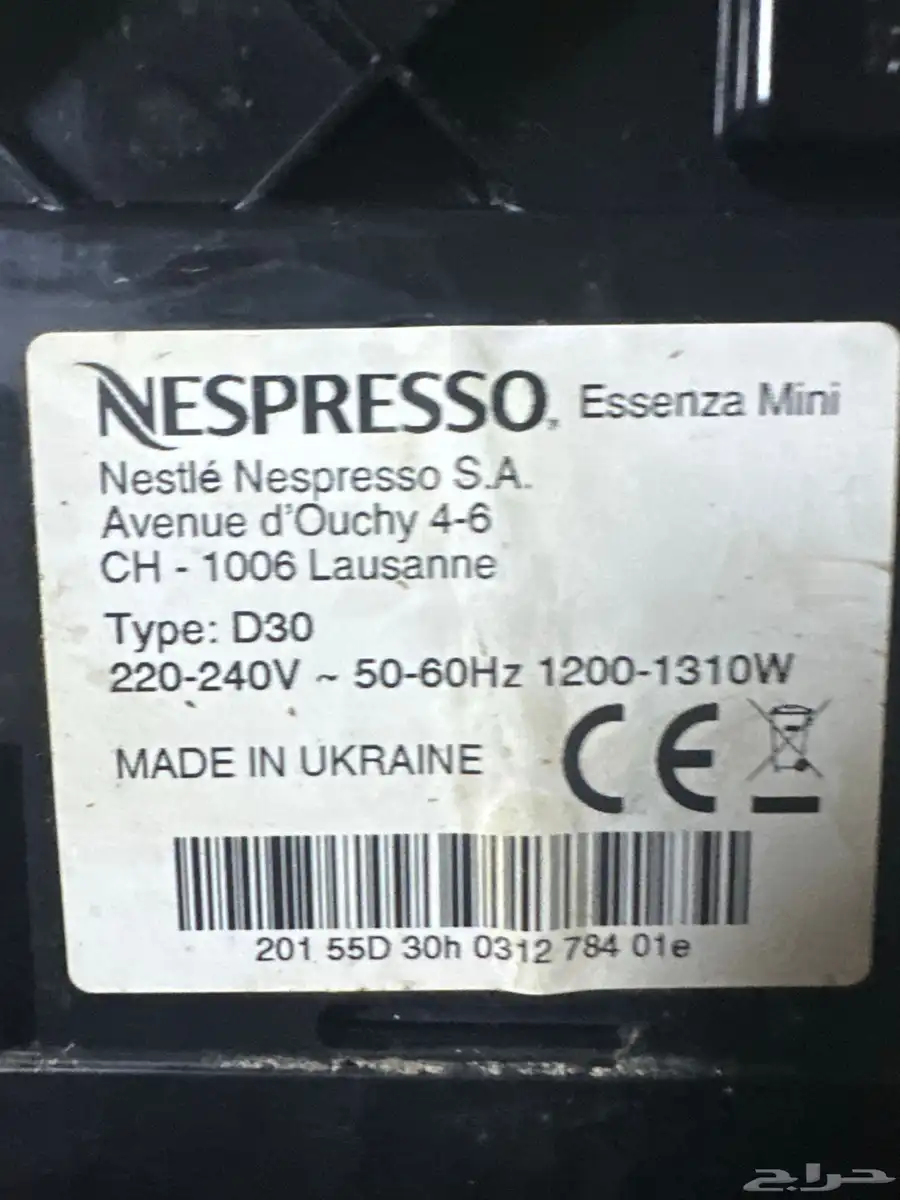 NESPRESSO. Essenza Mini
Nestlé Nespresso S.A.
Avenue d'Ouchy 4-6
CH - 1006 Lausanne
Type: D30
220-240V ~ 50-60Hz 1200-1310W
MADE IN UKRAINE CE
201 55D 30h 0312 784 01e
حراج